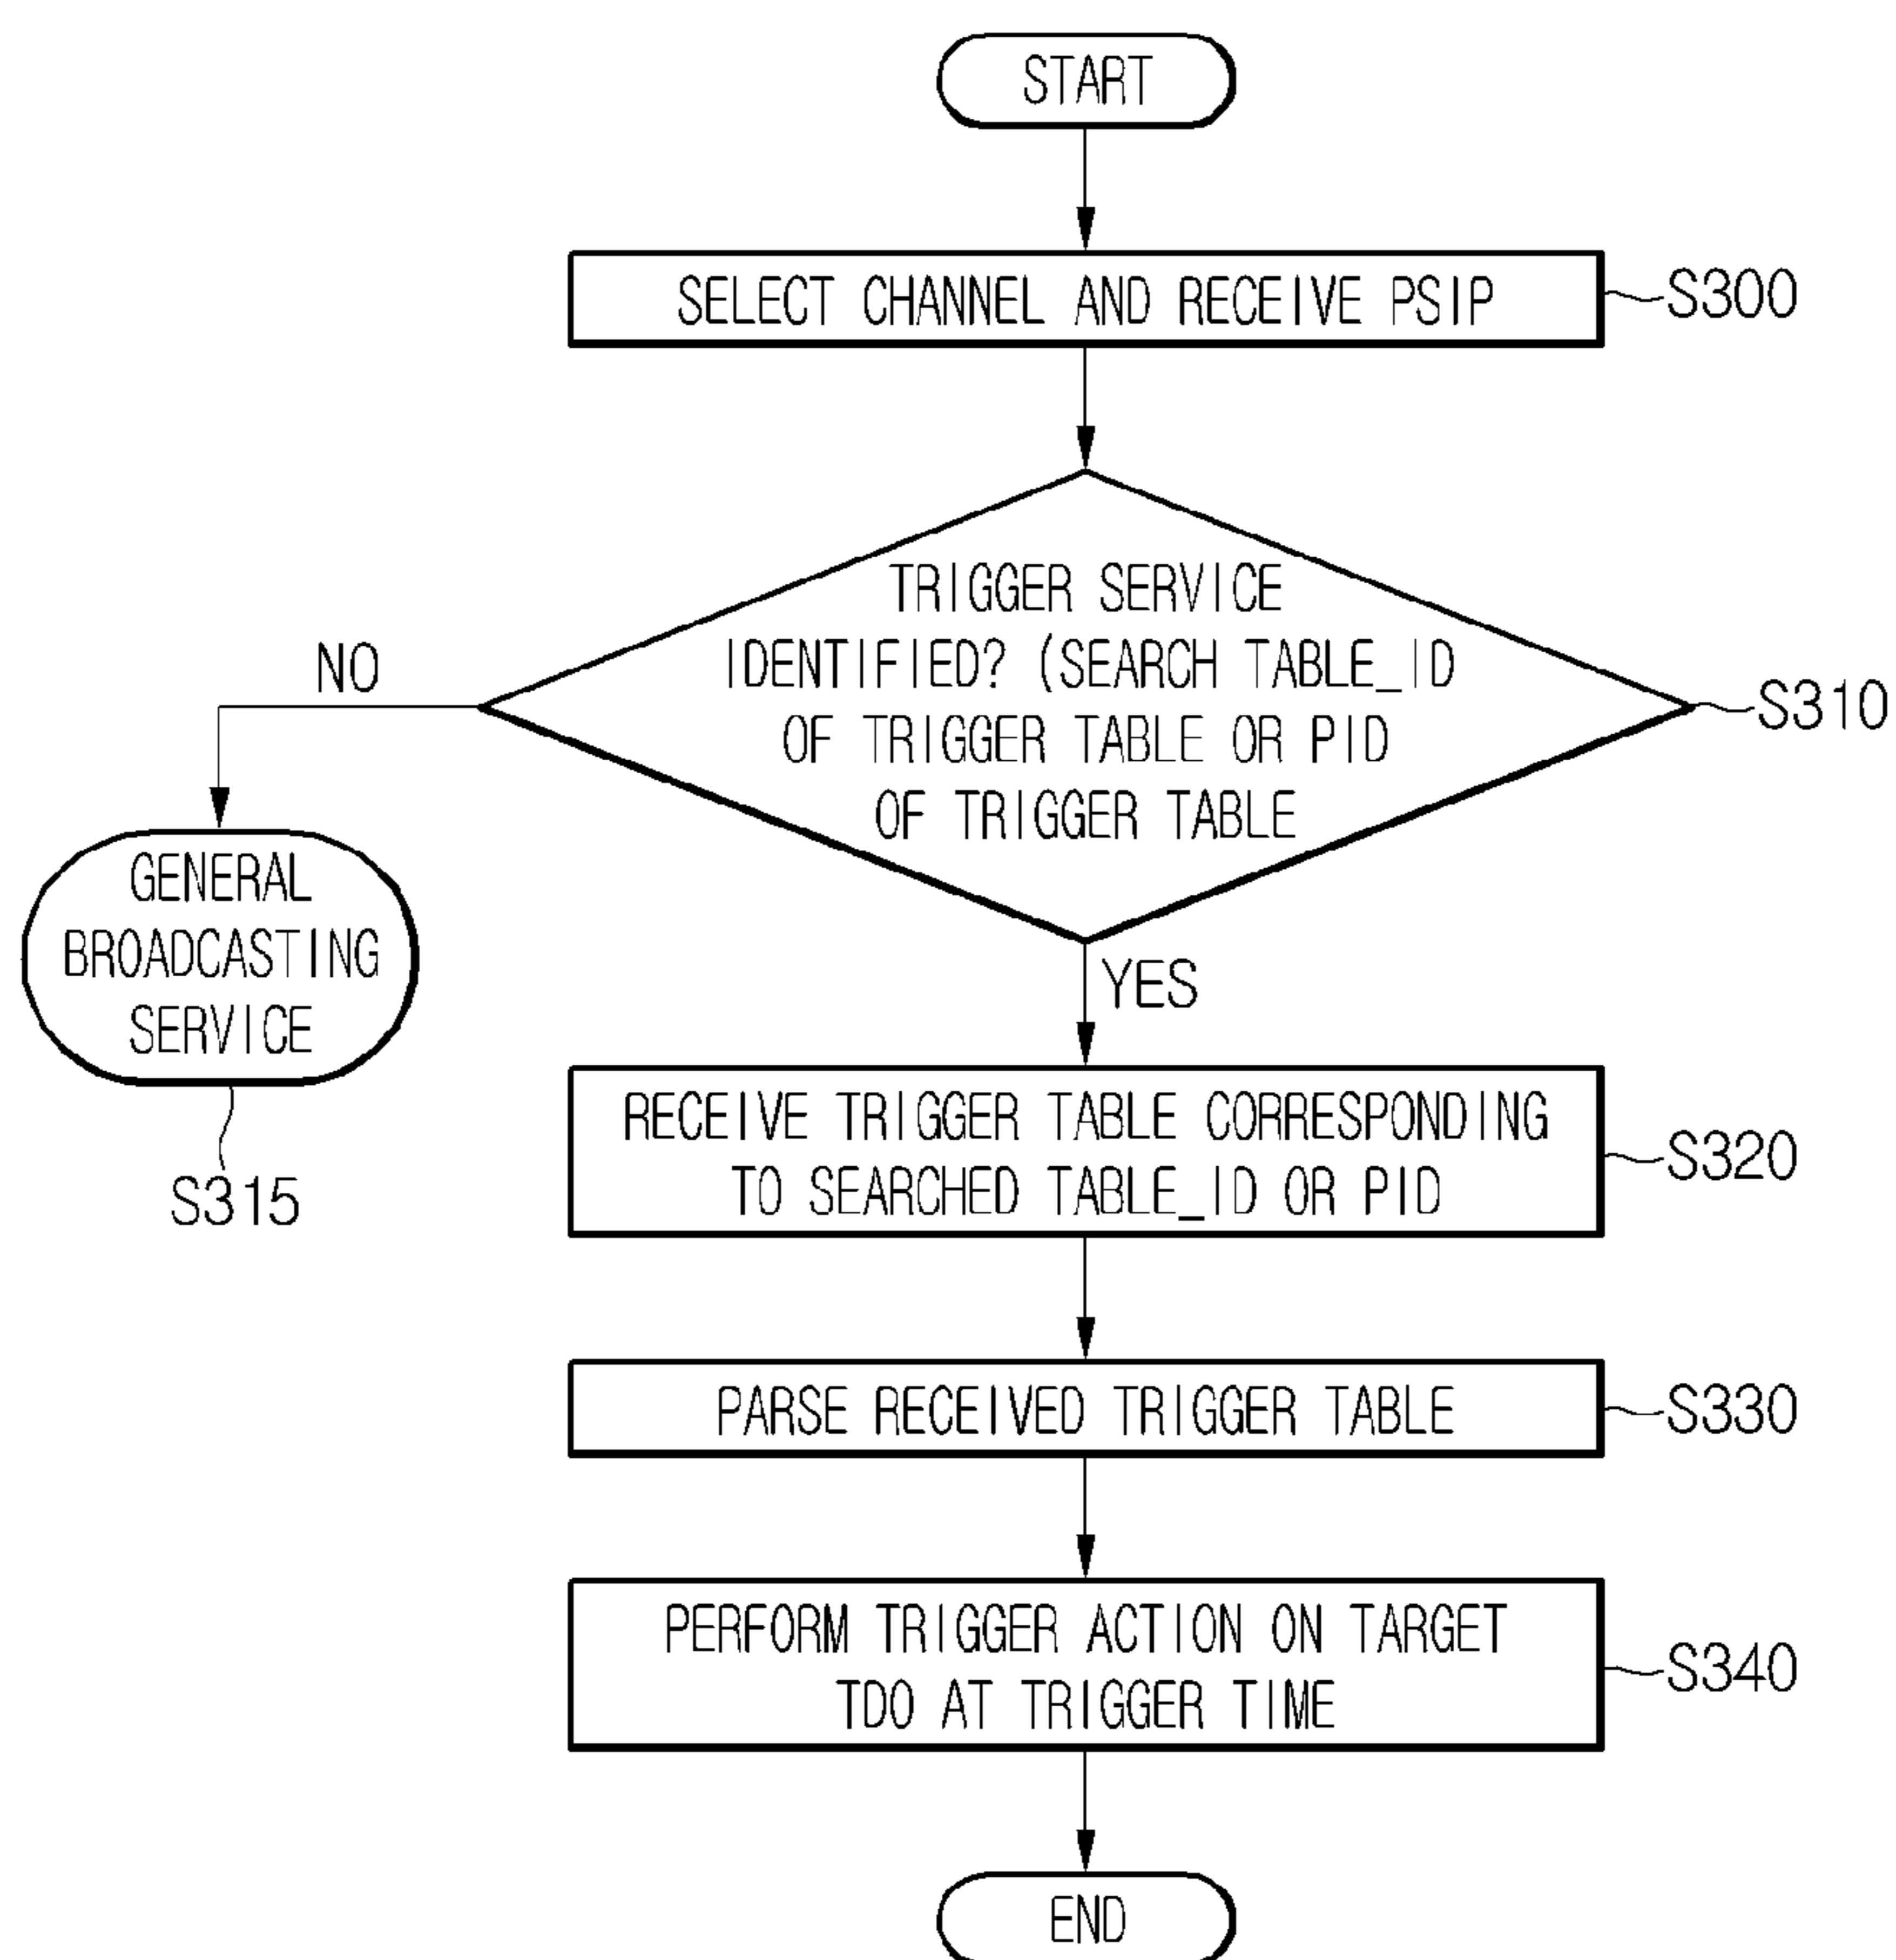 START
SELECT CHANNEL AND RECEIVE PSIP
S300
TRIGGER SERVICE
IDENTIFIED? (SEARCH TABLE_ID
OF TRIGGER TABLE OR PID
OF TRIGGER TABLE
S310
NO
GENERAL
BROADCASTING
SERVICE
S315
YES
RECEIVE TRIGGER TABLE CORRESPONDING
TO SEARCHED TABLE_ID OR PID
S320
PARSE RECEIVED TRIGGER TABLE
S330
PERFORM TRIGGER ACTION ON TARGET
TDO AT TRIGGER TIME
S340
END